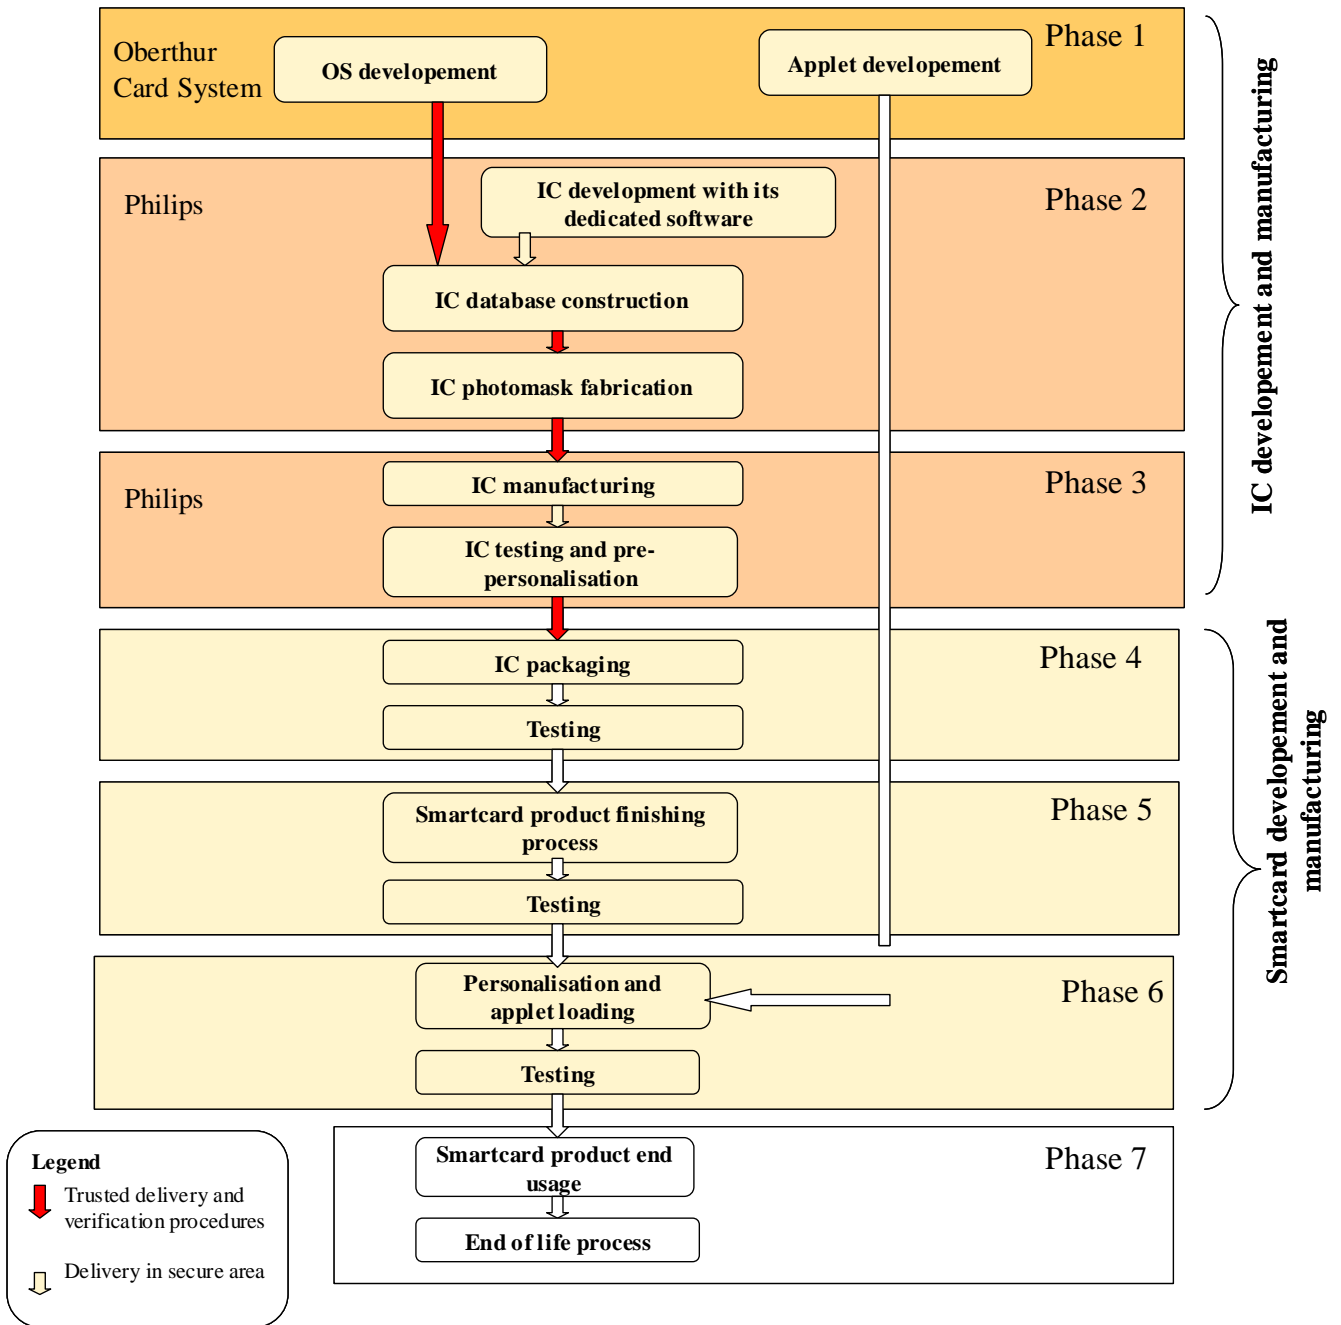 Phase 1
Oberthur
Card System
OS developement
Applet developement
Phase 2
Philips
IC development with its
dedicated software
IC database construction
IC photomask fabrication
Phase 3
Philips
IC manufacturing
IC testing and pre-
personalisation
IC developement and manufacturing
Phase 4
IC packaging
Testing
Phase 5
Smartcard product finishing
process
Testing
Phase 6
Personalisation and
applet loading
Testing
Smartcard developement and
manufacturing
Phase 7
Smartcard product end
usage
End of life process
Legend
Trusted delivery and
verification procedures
Delivery in secure area